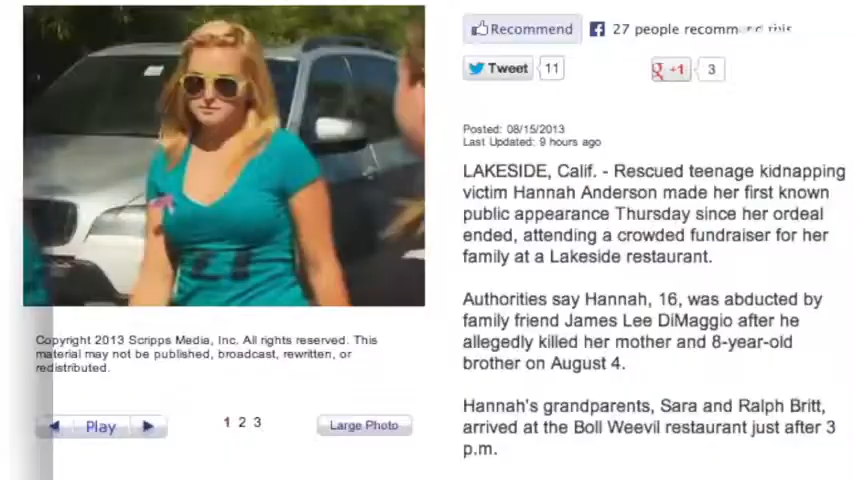 Recommend 27 people recommend this
Tweet 11 +1 3
Posted: 08/15/2013
Last Updated: 9 hours ago
LAKESIDE, Calif. - Rescued teenage kidnapping
victim Hannah Anderson made her first known
public appearance Thursday since her ordeal
ended, attending a crowded fundraiser for her
family at a Lakeside restaurant.
Authorities say Hannah, 16, was abducted by
family friend James Lee DiMaggio after he
allegedly killed her mother and 8-year-old
brother on August 4.
Hannah's grandparents, Sara and Ralph Britt,
arrived at the Boll Weevil restaurant just after 3
p.m.
Copyright 2013 Scripps Media, Inc. All rights reserved. This
material may not be published, broadcast, rewritten, or
redistributed.
Play 1 2 3 Large Photo